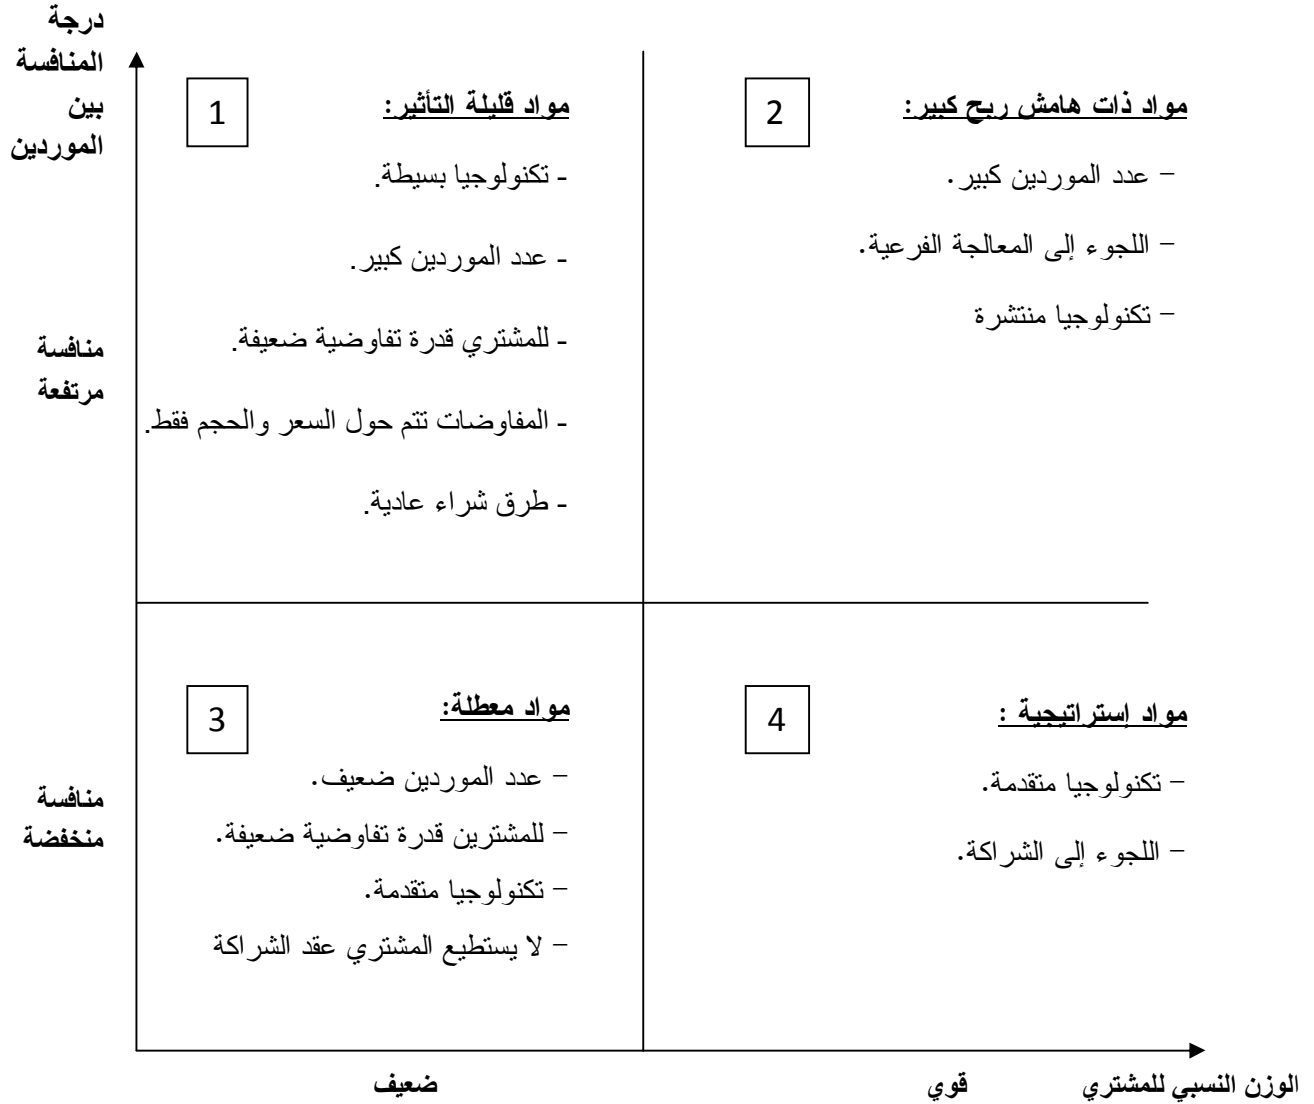 درجة
المنافسة
بين
الموردين
1
مواد قليلة التأثير:
- تكنولوجيا بسيطة.
- عدد الموردين كبير.
- للمشتري قدرة تفاوضية ضعيفة.
- المفاوضات تتم حول السعر والحجم فقط.
- طرق شراء عادية.
2
مواد ذات هامش ربح كبير:
– عدد الموردين كبير.
– اللجوء إلى المعالجة الفرعية.
– تكنولوجيا منتشرة
منافسة
مرتفعة
3
مواد معطلة:
– عدد الموردين ضعيف.
– للمشترين قدرة تفاوضية ضعيفة.
– تكنولوجيا متقدمة.
– لا يستطيع المشتري عقد الشراكة
4
مواد إستراتيجية :
– تكنولوجيا متقدمة.
– اللجوء إلى الشراكة.
منافسة
منخفضة
ضعيف
قوي
الوزن النسبي للمشتري